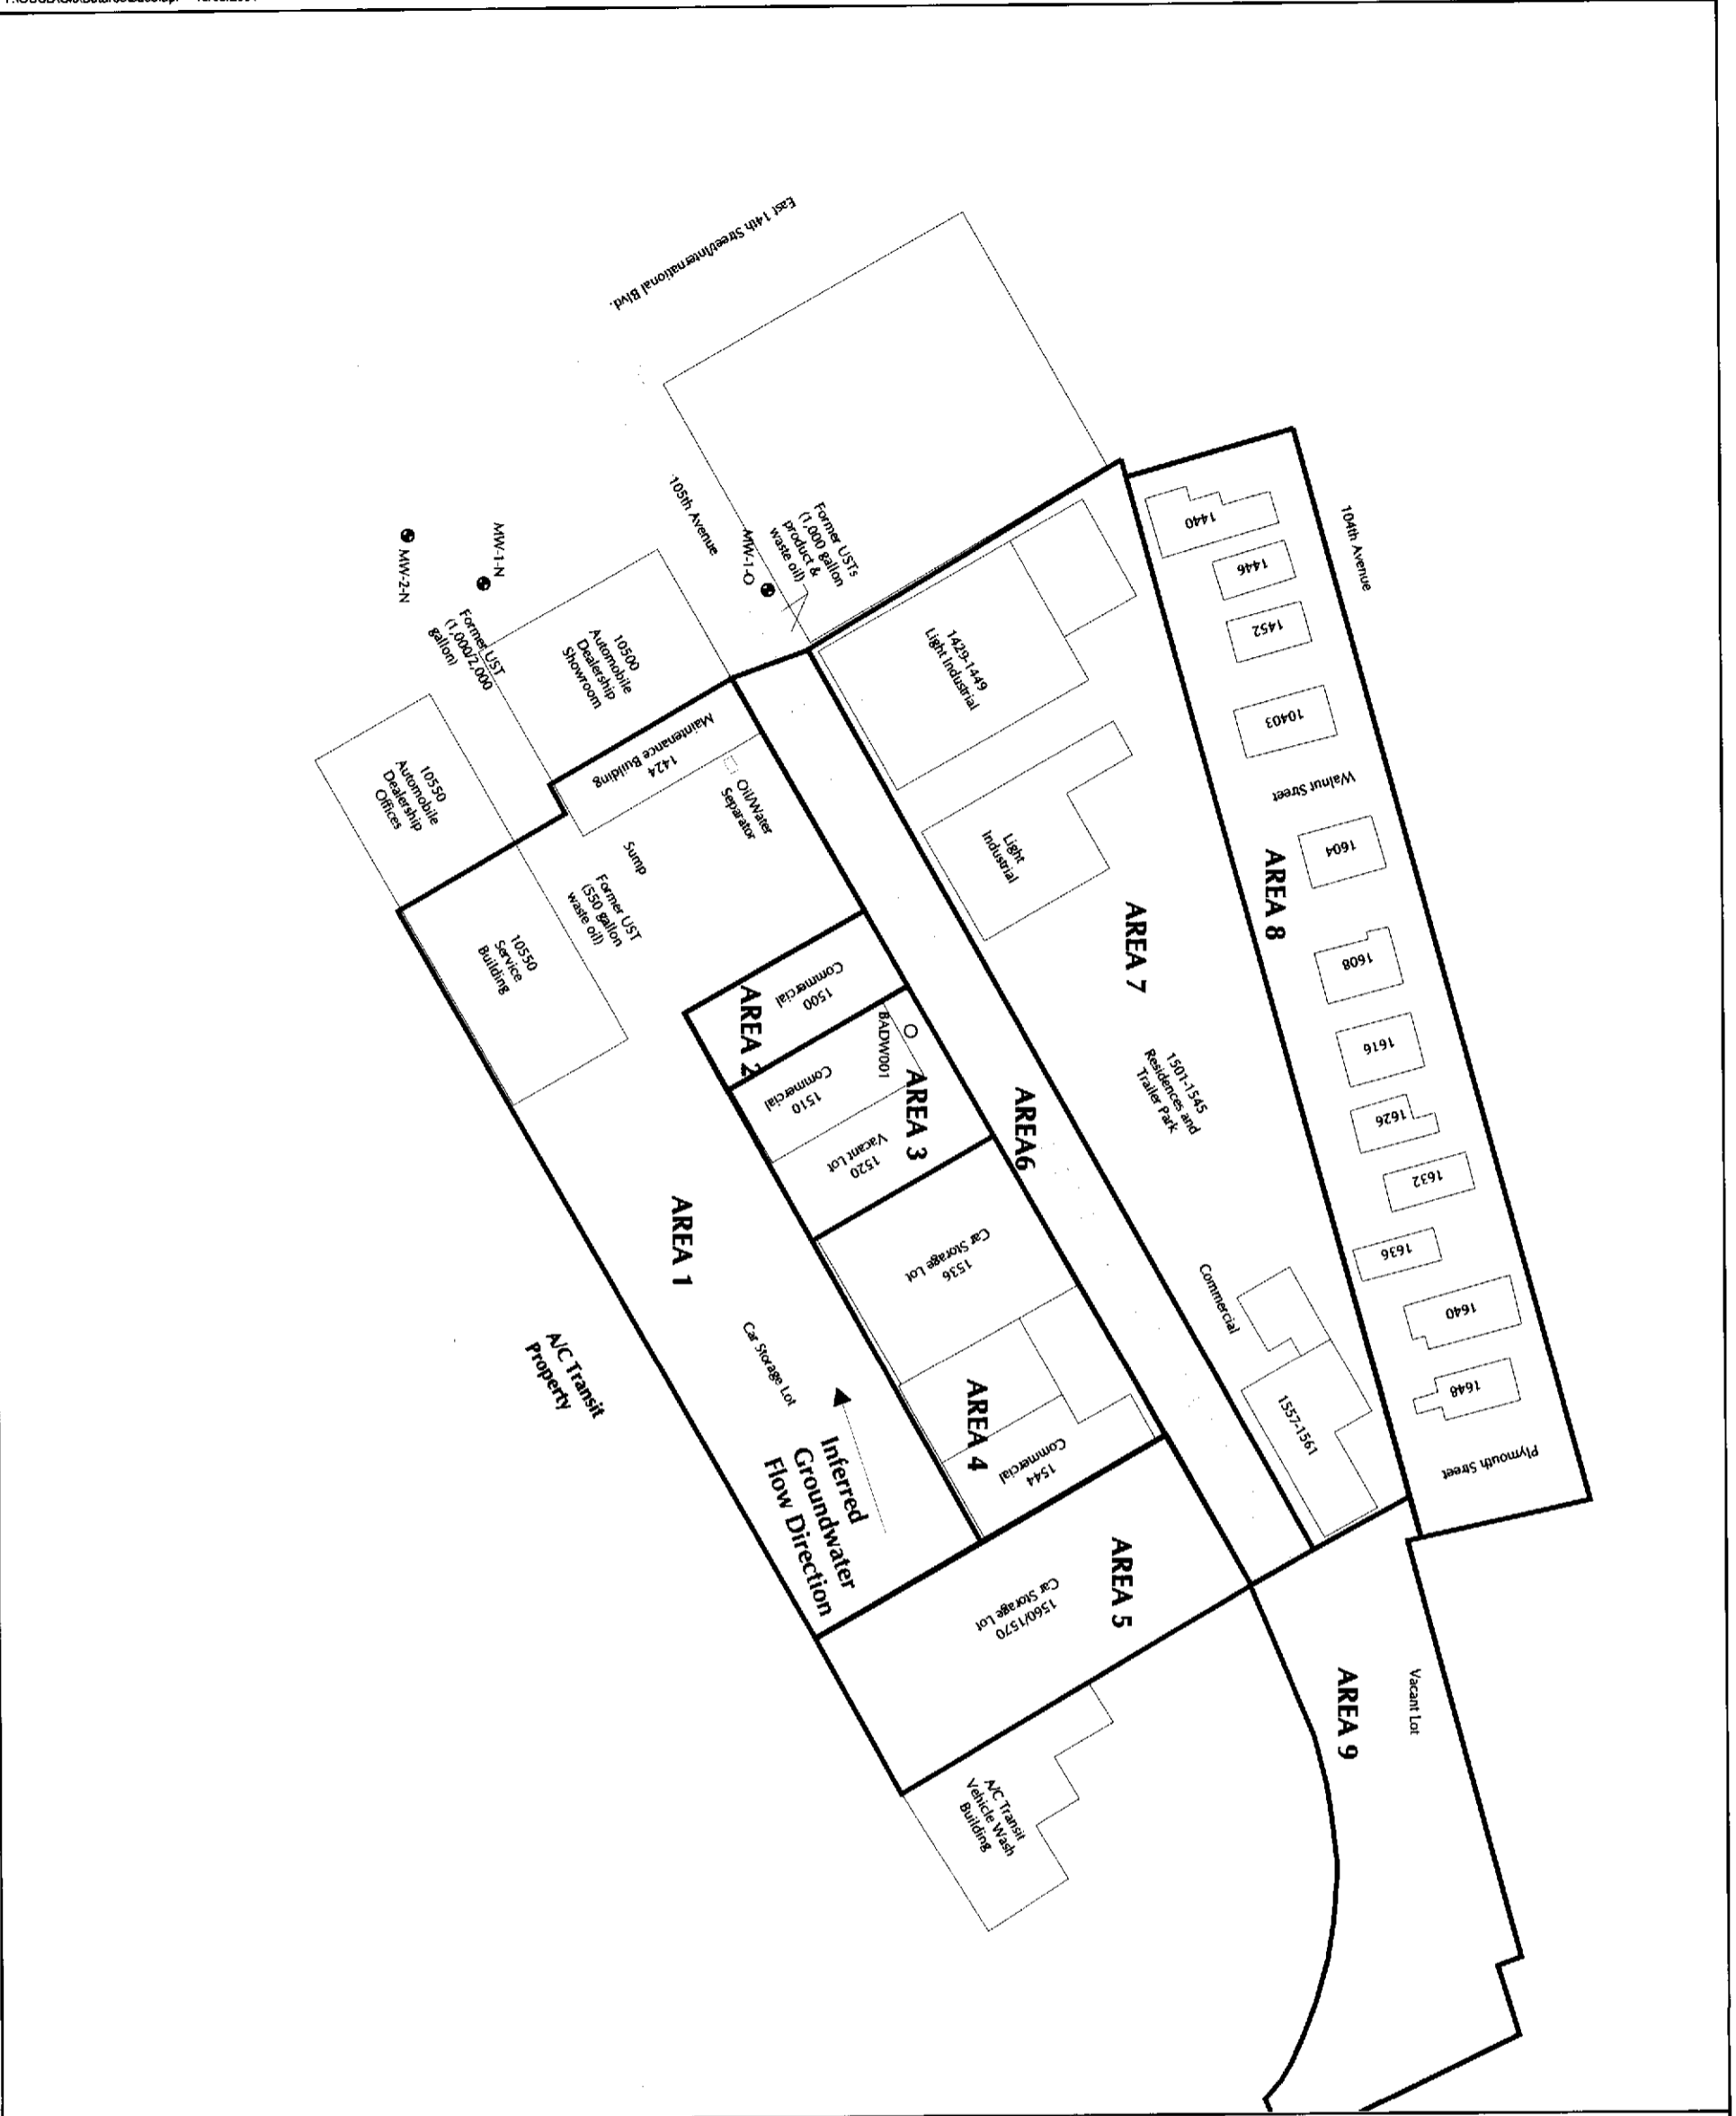 East 14th Street/International Blvd.
105th Avenue
104th Avenue
MW-1-O
Former USTs
(1,000 gallon
product &
waste oil)
MW-1-N
MW-2-N
Former UST
(1,000/2,000
gallon)
10500
Automobile
Dealership
Showroom
10550
Automobile
Dealership
Offices
1424
Maintenance Building
Oil/Water
Separator
Sump
Former UST
(550 gallon
waste oil)
10550
Service
Building
1429-1449
Light Industrial
Light
Industrial
1440
1446
1452
10403
Walnut Street
1604
1608
1616
1626
1632
1636
1640
1648
Plymouth Street
AREA 8
AREA 7
1501-1545
Residences and
Trailer Park
Commercial
1557-1561
AREA6
1500
Commercial
AREA 2
BADW001
1510
Commercial
AREA 3
1520
Vacant Lot
1536
Car Storage Lot
AREA 4
1544
Commercial
AREA 1
Car Storage Lot
A/C Transit
Property
Inferred
Groundwater
Flow Direction
AREA 5
1560/1570
Car Storage Lot
AREA 9
Vacant Lot
A/C Transit
Vehicle Wash
Building